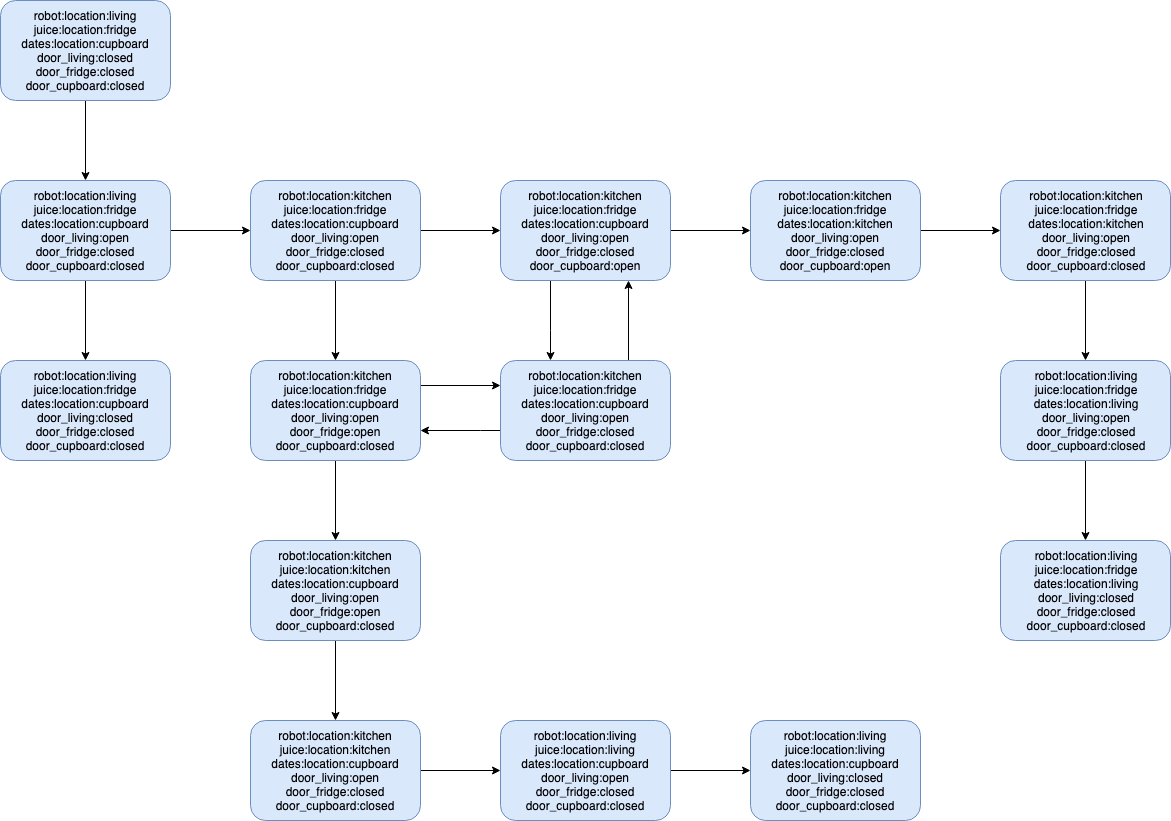 robot:location:living
juice:location:fridge
dates:location:cupboard
door_living:closed
door_fridge:closed
door_cupboard:closed
robot:location:living
juice:location:fridge
dates:location:cupboard
door_living:open
door_fridge:closed
door_cupboard:closed
robot:location:kitchen
juice:location:fridge
dates:location:cupboard
door_living:open
door_fridge:closed
door_cupboard:closed
robot:location:kitchen
juice:location:fridge
dates:location:cupboard
door_living:open
door_fridge:closed
door_cupboard:open
robot:location:kitchen
juice:location:fridge
dates:location:kitchen
door_living:open
door_fridge:closed
door_cupboard:open
robot:location:kitchen
juice:location:fridge
dates:location:kitchen
door_living:open
door_fridge:closed
door_cupboard:closed
robot:location:living
juice:location:fridge
dates:location:cupboard
door_living:closed
door_fridge:closed
door_cupboard:closed
robot:location:kitchen
juice:location:fridge
dates:location:cupboard
door_living:open
door_fridge:open
door_cupboard:closed
robot:location:kitchen
juice:location:fridge
dates:location:cupboard
door_living:open
door_fridge:closed
door_cupboard:closed
robot:location:living
juice:location:fridge
dates:location:living
door_living:open
door_fridge:closed
door_cupboard:closed
robot:location:kitchen
juice:location:kitchen
dates:location:cupboard
door_living:open
door_fridge:open
door_cupboard:closed
robot:location:living
juice:location:fridge
dates:location:living
door_living:closed
door_fridge:closed
door_cupboard:closed
robot:location:kitchen
juice:location:kitchen
dates:location:cupboard
door_living:open
door_fridge:closed
door_cupboard:closed
robot:location:living
juice:location:living
dates:location:cupboard
door_living:open
door_fridge:closed
door_cupboard:closed
robot:location:living
juice:location:living
dates:location:cupboard
door_living:closed
door_fridge:closed
door_cupboard:closed